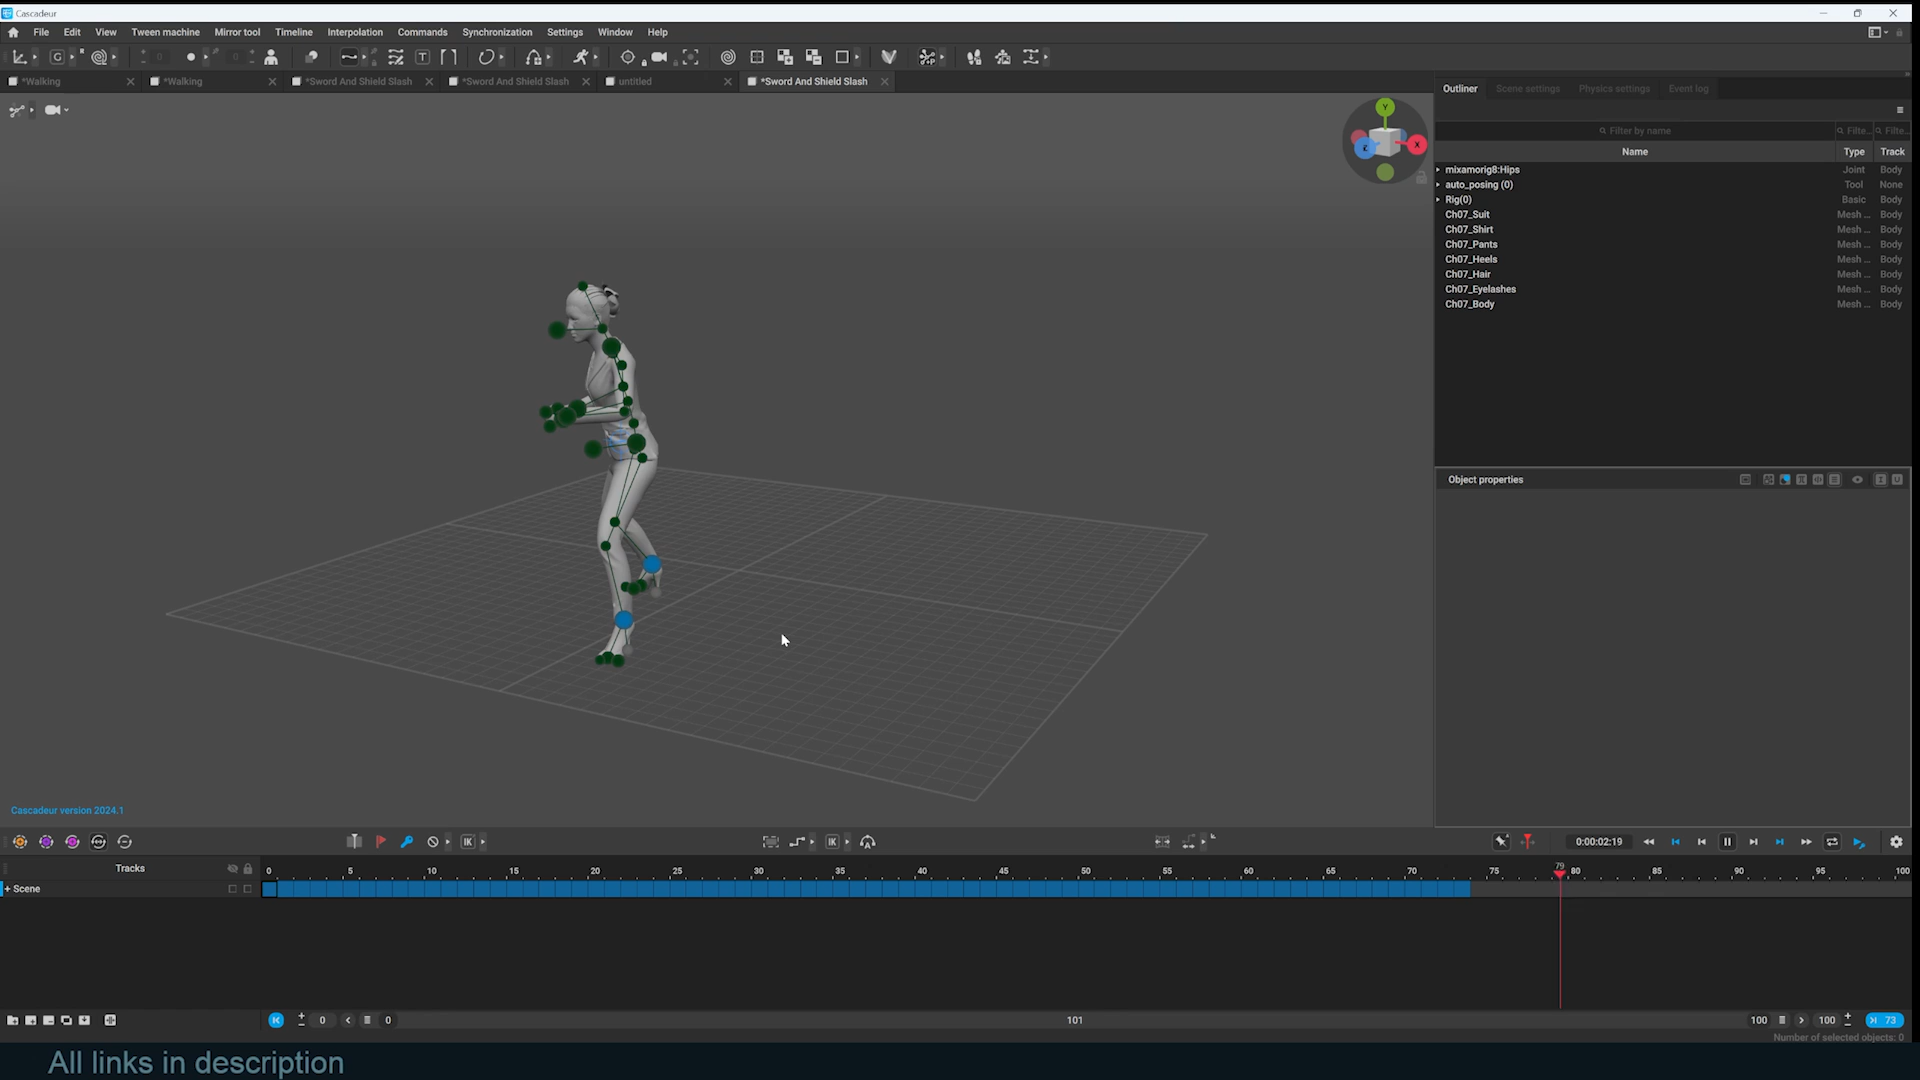 Cascadeur
File Edit View Tween machine Mirror tool Timeline Interpolation Commands Synchronization Settings Window Help
*Walking *Walking *Sword And Shield Slash *Sword And Shield Slash untitled *Sword And Shield Slash
Outliner Scene settings Physics settings Event log
Filter by name Filte... Filte...
Name Type Track
mixamorig8:Hips Joint Body
auto_posing (0) Tool None
Rig(0) Basic Body
Ch07_Suit Mesh ... Body
Ch07_Shirt Mesh ... Body
Ch07_Pants Mesh ... Body
Ch07_Heels Mesh ... Body
Ch07_Hair Mesh ... Body
Ch07_Eyelashes Mesh ... Body
Ch07_Body Mesh ... Body
Y
Z X
Object properties
Cascadeur version 2024.1
IK IK 0:00:02:19
Tracks 0 5 10 15 20 25 30 35 40 45 50 55 60 65 70 75 79 80 85 90 95 100
+ Scene
0 0 101 100 100 73
Number of selected objects: 0
All links in description